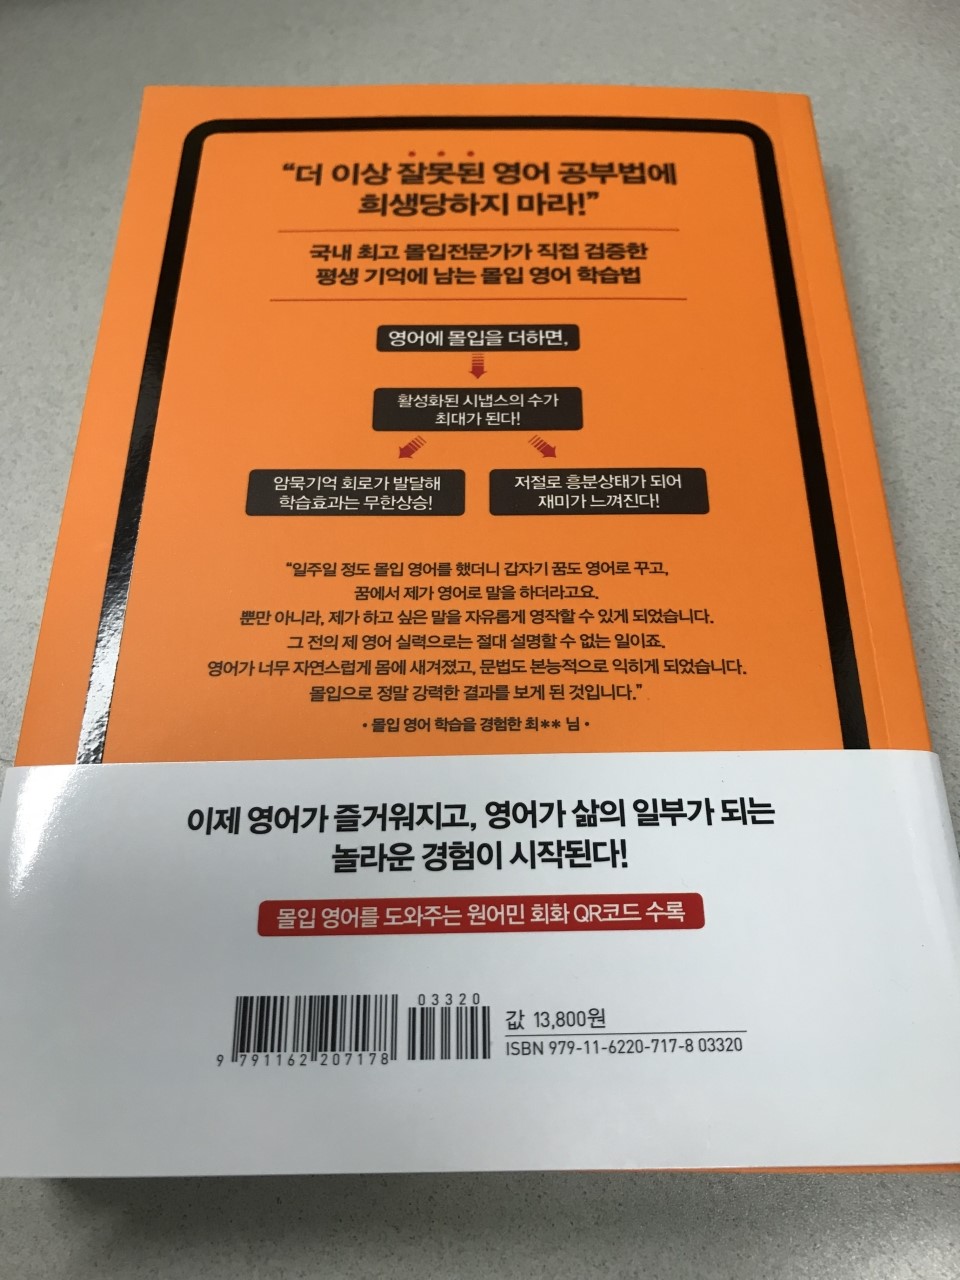 “더 이상 잘못된 영어 공부법에
희생당하지 마라!”
국내 최고 몰입전문가가 직접 검증한
평생 기억에 남는 몰입 영어 학습법
영어에 몰입을 더하면,
활성화된 시냅스의 수가
최대가 된다!
암묵기억 회로가 발달해
학습효과는 무한상승!
저절로 흥분상태가 되어
재미가 느껴진다!
“일주일 정도 몰입 영어를 했더니 갑자기 꿈도 영어로 꾸고,
꿈에서 제가 영어로 말을 하더라고요.
뿐만 아니라, 제가 하고 싶은 말을 자유롭게 영작할 수 있게 되었습니다.
그 전의 제 영어 실력으로는 절대 설명할 수 없는 일이죠.
영어가 너무 자연스럽게 몸에 새겨졌고, 문법도 본능적으로 익히게 되었습니다.
몰입으로 정말 강력한 결과를 보게 된 것입니다.”
• 몰입 영어 학습을 경험한 최** 님 •
이제 영어가 즐거워지고, 영어가 삶의 일부가 되는
놀라운 경험이 시작된다!
몰입 영어를 도와주는 원어민 회화 QR코드 수록
03320
9 791162 207178
값 13,800원
ISBN 979-11-6220-717-8 03320